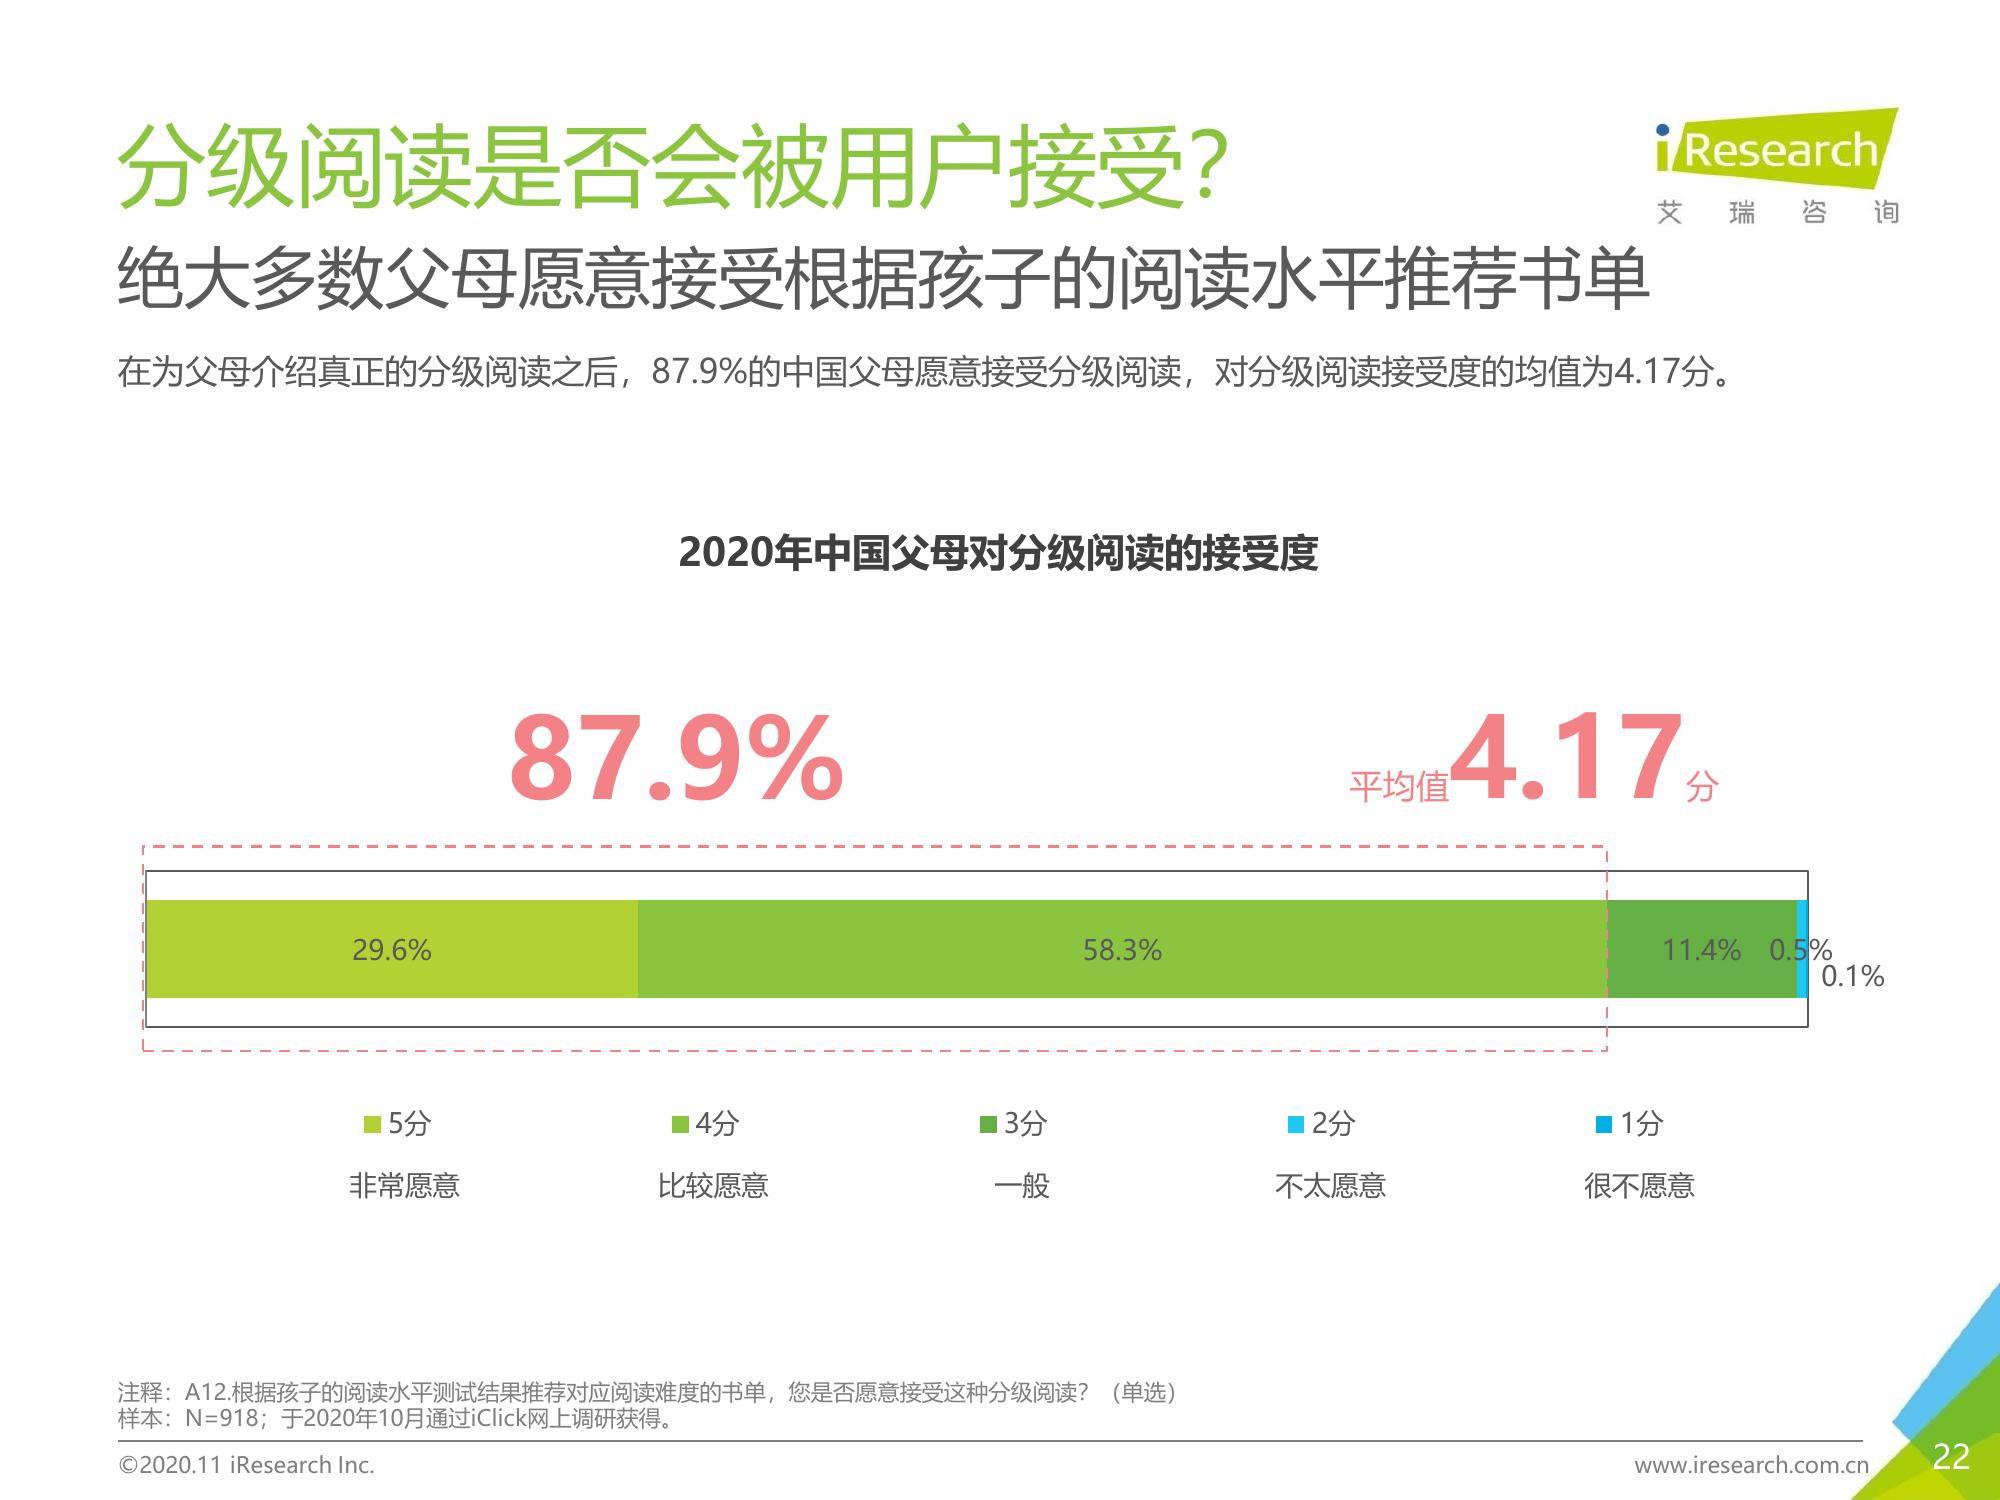 分级阅读是否会被用户接受?
iResearch
艾瑞咨询
绝大多数父母愿意接受根据孩子的阅读水平推荐书单
在为父母介绍真正的分级阅读之后，87.9%的中国父母愿意接受分级阅读，对分级阅读接受度的均值为4.17分。
2020年中国父母对分级阅读的接受度
87.9%
平均值4.17分
29.6%
58.3%
11.4%
0.5%
0.1%
5分
4分
3分
2分
1分
非常愿意
比较愿意
一般
不太愿意
很不愿意
注释：A12.根据孩子的阅读水平测试结果推荐对应阅读难度的书单，您是否愿意接受这种分级阅读？（单选）
样本：N=918；于2020年10月通过iClick网上调研获得。
©2020.11 iResearch Inc.
www.iresearch.com.cn
22